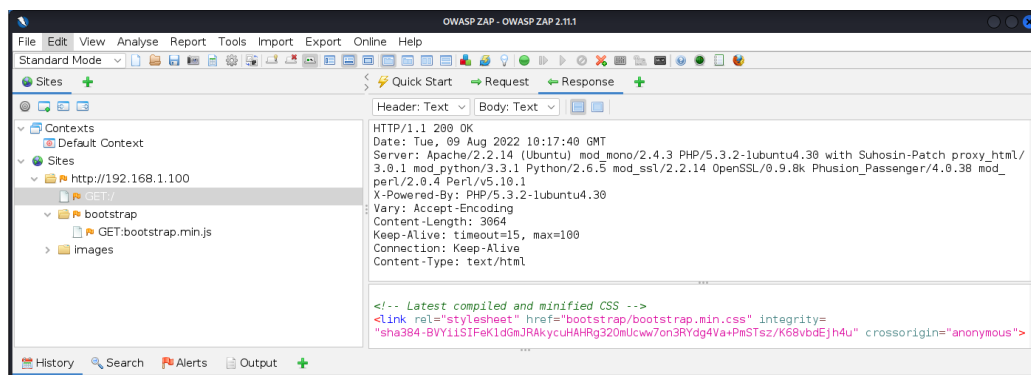 OWASP ZAP - OWASP ZAP 2.11.1
File Edit View Analyse Report Tools Import Export Online Help
Standard Mode
Sites
Quick Start Request Response
Header: Text Body: Text
Contexts
Default Context
Sites
http://192.168.1.100
GET:/
bootstrap
GET:bootstrap.min.js
images
HTTP/1.1 200 OK
Date: Tue, 09 Aug 2022 10:17:40 GMT
Server: Apache/2.2.14 (Ubuntu) mod_mono/2.4.3 PHP/5.3.2-1ubuntu4.30 with Suhosin-Patch proxy_html/
3.0.1 mod_python/3.3.1 Python/2.6.5 mod_ssl/2.2.14 OpenSSL/0.9.8k Phusion_Passenger/4.0.38 mod_
perl/2.0.4 Perl/v5.10.1
X-Powered-By: PHP/5.3.2-1ubuntu4.30
Vary: Accept-Encoding
Content-Length: 3064
Keep-Alive: timeout=15, max=100
Connection: Keep-Alive
Content-Type: text/html
<!-- Latest compiled and minified CSS -->
<link rel="stylesheet" href="bootstrap/bootstrap.min.css" integrity=
"sha384-BVYiiSIFeK1dGmJRAkycuHAHRg32OmUcww7on3RYdg4Va+PmSTsz/K68vbdEjh4u" crossorigin="anonymous">
History Search Alerts Output